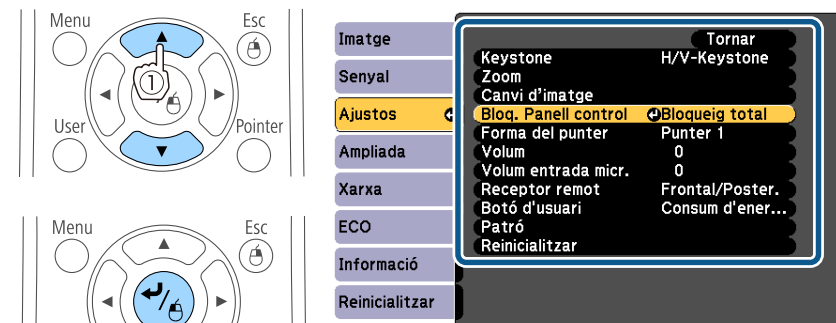 Menu
Esc
1
User
Pointer
Menu
Esc
Imatge
Senyal
Ajustos
Ampliada
Xarxa
ECO
Informació
Reinicialitzar
Tornar
Keystone H/V-Keystone
Zoom
Canvi d'imatge
Bloq. Panell control Bloqueig total
Forma del punter Punter 1
Volum 0
Volum entrada micr. 0
Receptor remot Frontal/Poster.
Botó d'usuari Consum d'ener...
Patró
Reinicialitzar